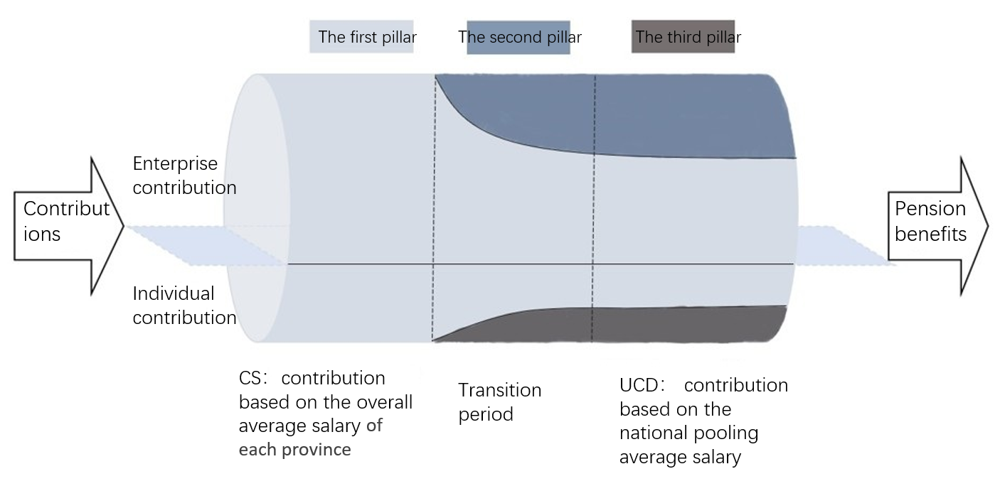 The first pillar
The second pillar
The third pillar
Enterprise
contribution
Contribut
ions
Pension
benefits
Individual
contribution
CS： contribution
based on the overall
average salary of
each province
Transition
period
UCD： contribution
based on the
national pooling
average salary